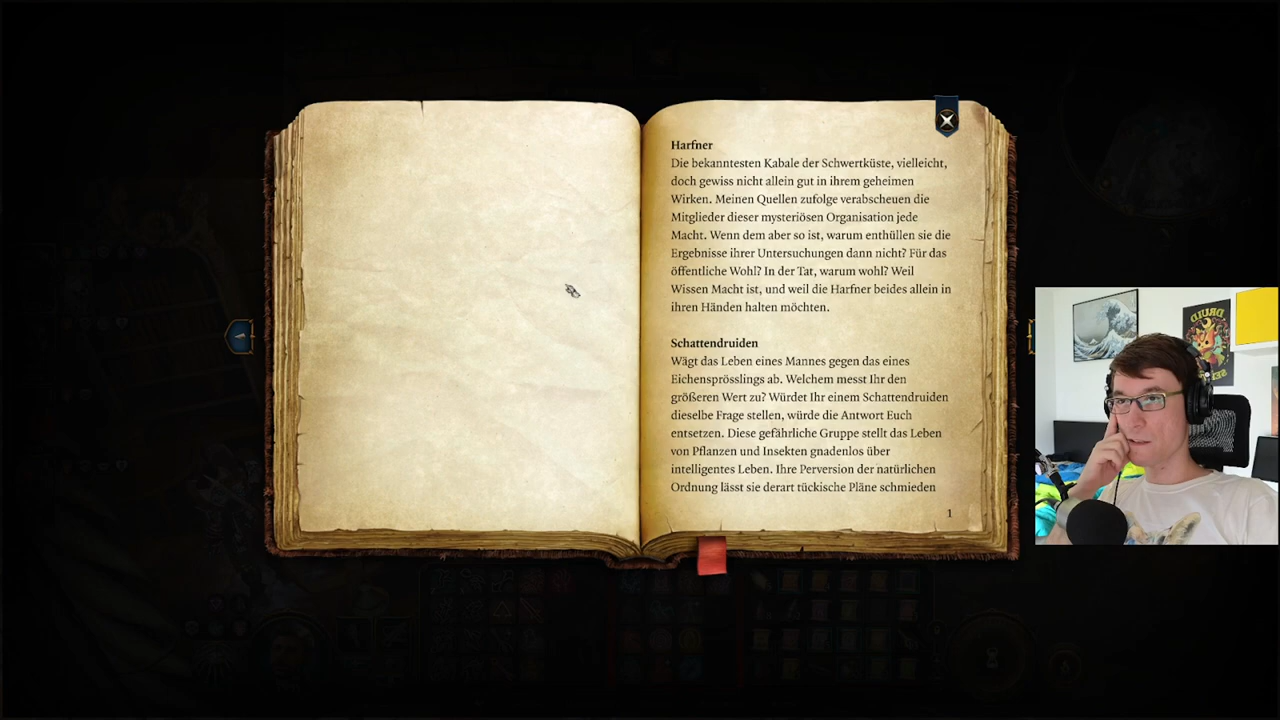 Harfner
Die bekanntesten Kabale der Schwertküste, vielleicht,
doch gewiss nicht allein gut in ihrem geheimen
Wirken. Meinen Quellen zufolge verabscheuen die
Mitglieder dieser mysteriösen Organisation jede
Macht. Wenn dem aber so ist, warum enthüllen sie die
Ergebnisse ihrer Untersuchungen dann nicht? Für das
öffentliche Wohl? In der Tat, warum wohl? Weil
Wissen Macht ist, und weil die Harfner beides allein in
ihren Händen halten möchten.
Schattendruiden
Wägt das Leben eines Mannes gegen das eines
Eichensprösslings ab. Welchem messt Ihr den
größeren Wert zu? Würdet Ihr einem Schattendruiden
dieselbe Frage stellen, würde die Antwort Euch
entsetzen. Diese gefährliche Gruppe stellt das Leben
von Pflanzen und Insekten gnadenlos über
intelligentes Leben. Ihre Perversion der natürlichen
Ordnung lässt sie derart tückische Pläne schmieden
1
DRUID